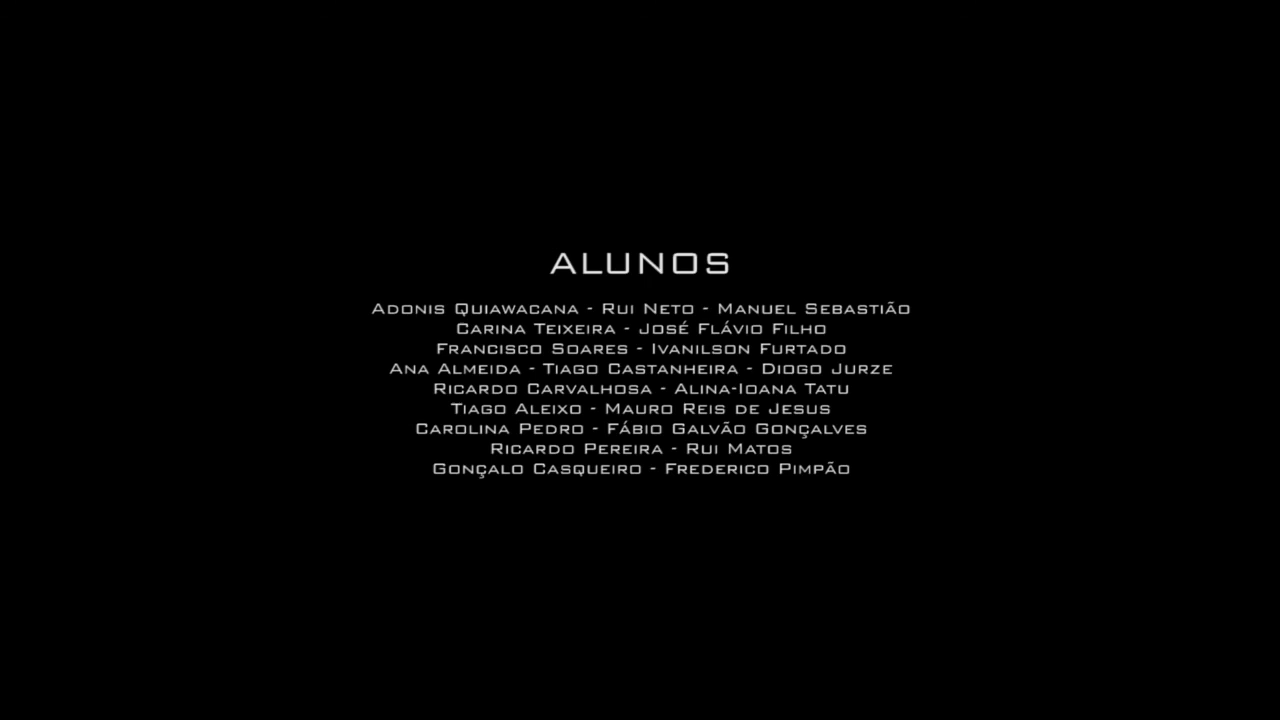 ALUNOS
Adonis Quiawacana - Rui Neto - Manuel Sebastião
Carina Teixeira - José Flávio Filho
Francisco Soares - Ivanilson Furtado
Ana Almeida - Tiago Castanheira - Diogo Jurze
Ricardo Carvalhosa - Alina-Ioana Tatu
Tiago Aleixo - Mauro Reis de Jesus
Carolina Pedro - Fábio Galvão Gonçalves
Ricardo Pereira - Rui Matos
Gonçalo Casqueiro - Frederico Pimpão